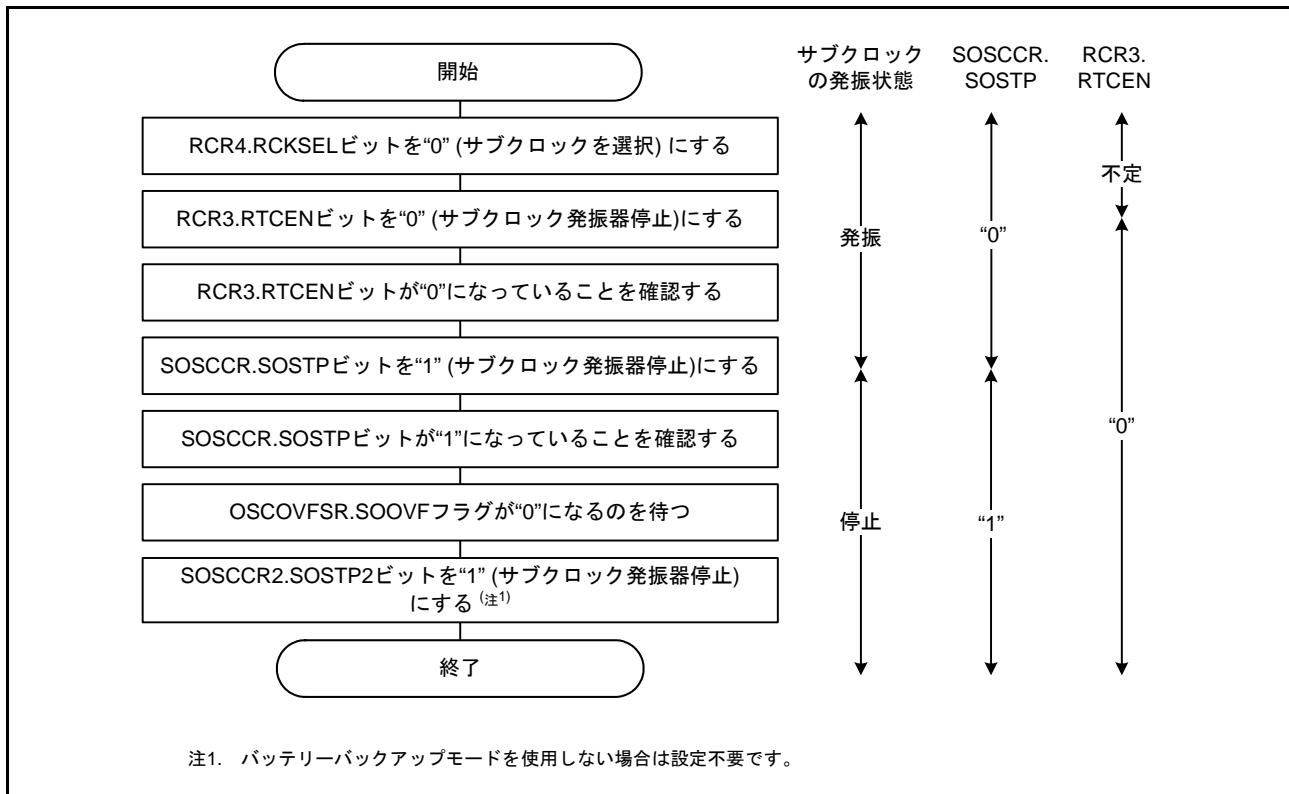 開始
RCR4.RCKSELビットを“0” (サブクロックを選択) にする
RCR3.RTCENビットを“0” (サブクロック発振器停止)にする
RCR3.RTCENビットが“0”になっていることを確認する
SOSCCR.SOSTPビットを“1” (サブクロック発振器停止)にする
SOSCCR.SOSTPビットが“1”になっていることを確認する
OSCOVFSR.SOOVFフラグが“0”になるのを待つ
SOSCCR2.SOSTP2ビットを“1” (サブクロック発振器停止)
にする (注1)
終了
サブクロック
の発振状態
発振
停止
SOSCCR.
SOSTP
“0”
“1”
RCR3.
RTCEN
不定
“0”
注1. バッテリーバックアップモードを使用しない場合は設定不要です。